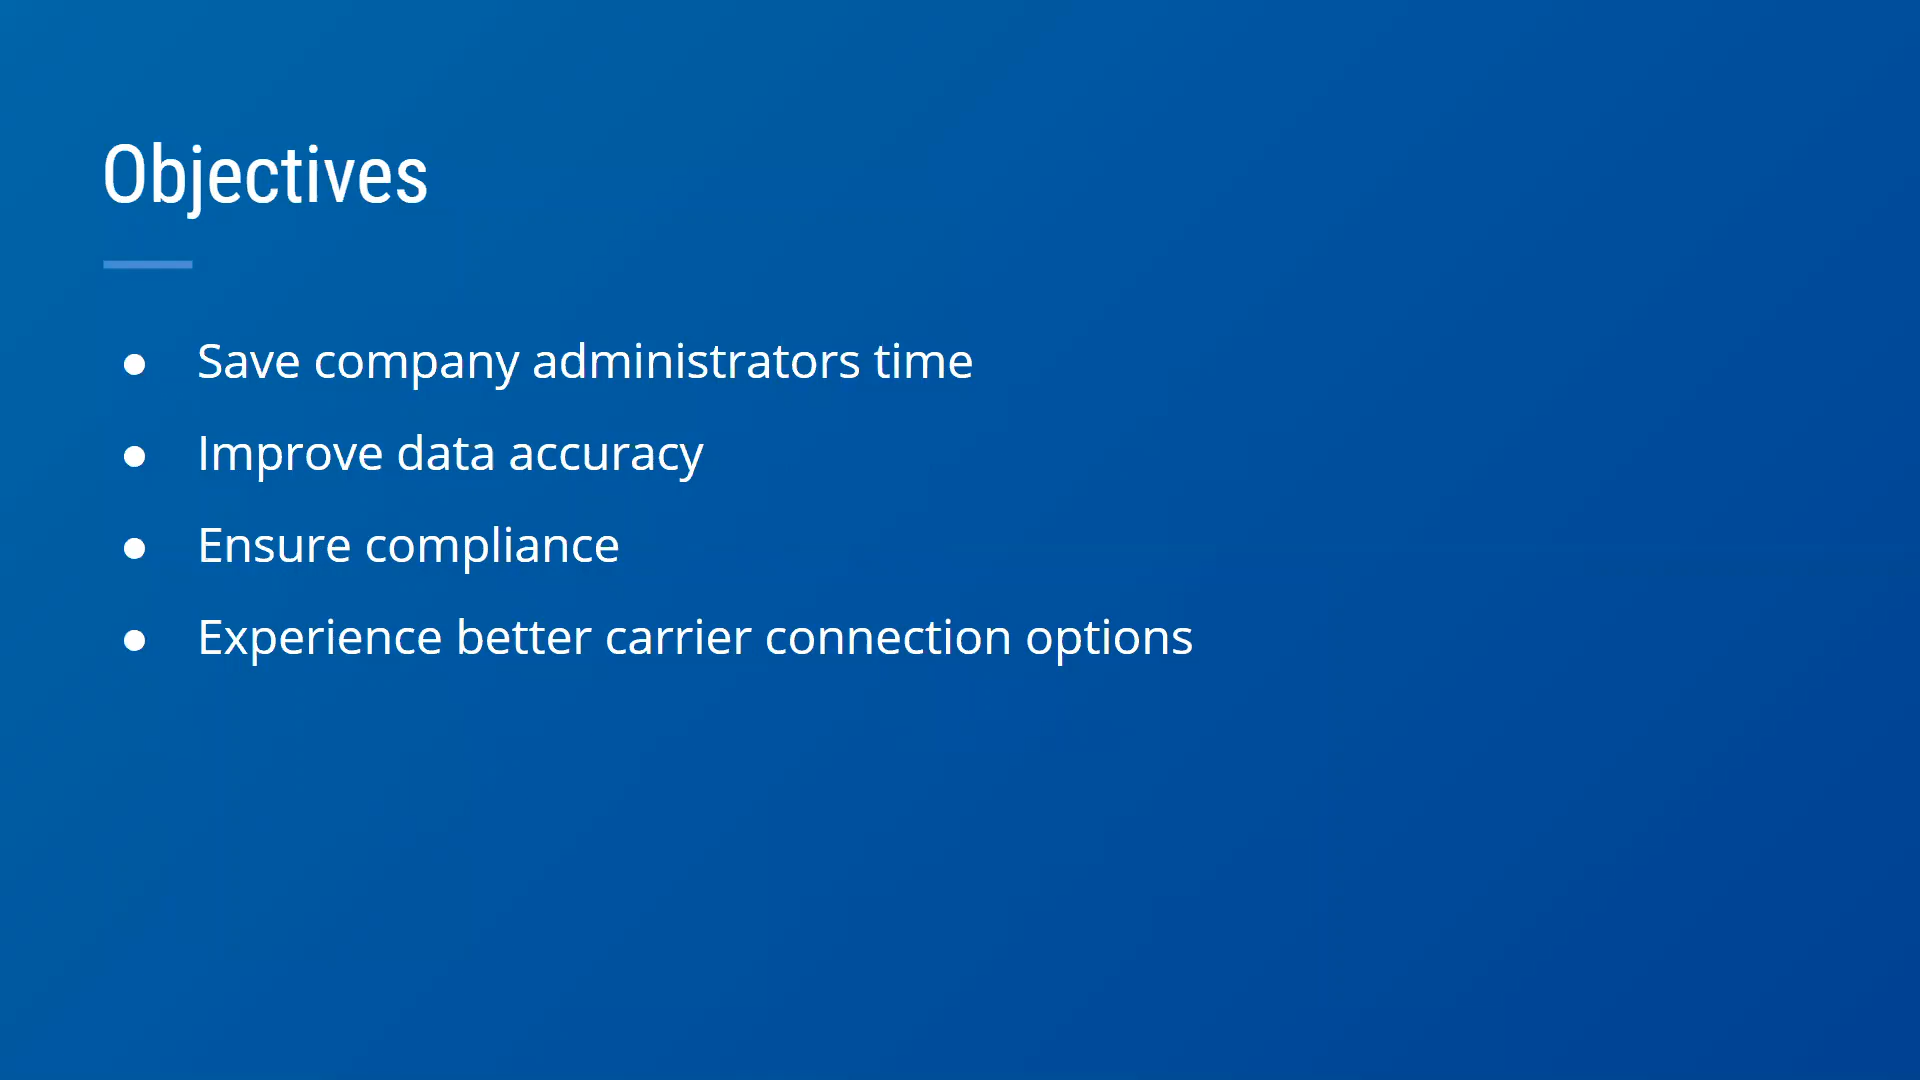 Objectives
● Save company administrators time
● Improve data accuracy
● Ensure compliance
● Experience better carrier connection options